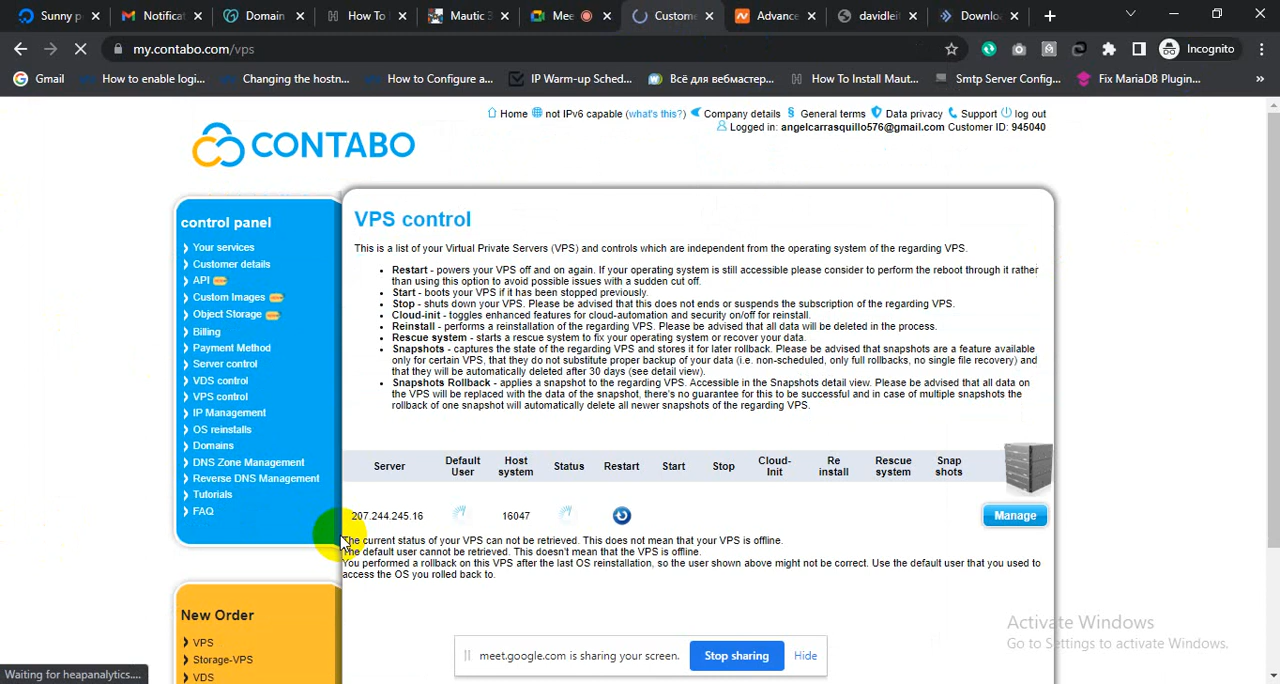 Sunny p
Notificat
Domain
How To
Mautic 3
Mee
Custome
Advance
davidleit
Downlo
Incognito
my.contabo.com/vps
Gmail
How to enable logi...
Changing the hostn...
How to Configure a...
IP Warm-up Sched...
Всё для вебмастер...
How To Install Maut...
Smtp Server Config...
Fix MariaDB Plugin...
»
Home not IPv6 capable (what's this?) Company details General terms Data privacy Support log out
Logged in: angelcarrasquillo576@gmail.com Customer ID: 945040
CONTABO
control panel
Your services
Customer details
API
Custom Images
Object Storage
Billing
Payment Method
Server control
VDS control
VPS control
IP Management
OS reinstalls
Domains
DNS Zone Management
Reverse DNS Management
Tutorials
FAQ
New Order
VPS
Storage-VPS
VDS
VPS control
This is a list of your Virtual Private Servers (VPS) and controls which are independent from the operating system of the regarding VPS.
• Restart - powers your VPS off and on again. If your operating system is still accessible please consider to perform the reboot through it rather
than using this option to avoid possible issues with a sudden cut off.
• Start - boots your VPS if it has been stopped previously.
• Stop - shuts down your VPS. Please be advised that this does not ends or suspends the subscription of the regarding VPS.
• Cloud-init - toggles enhanced features for cloud-automation and security on/off for reinstall.
• Reinstall - performs a reinstallation of the regarding VPS. Please be advised that all data will be deleted in the process.
• Rescue system - starts a rescue system to fix your operating system or recover your data.
• Snapshots - captures the state of the regarding VPS and stores it for later rollback. Please be advised that snapshots are a feature available
only for certain VPS, that they do not substitute proper backup of your data (i.e. non-scheduled, only full rollbacks, no single file recovery) and
that they will be automatically deleted after 30 days (see detail view).
• Snapshots Rollback - applies a snapshot to the regarding VPS. Accessible in the Snapshots detail view. Please be advised that all data on
the VPS will be replaced with the data of the snapshot, there's no guarantee for this to be successful and in case of multiple snapshots the
rollback of one snapshot will automatically delete all newer snapshots of the regarding VPS.
Server Default User Host system Status Restart Start Stop Cloud-Init Re install Rescue system Snap shots
207.244.245.16 16047 Manage
The current status of your VPS can not be retrieved. This does not mean that your VPS is offline.
The default user cannot be retrieved. This doesn't mean that the VPS is offline.
You performed a rollback on this VPS after the last OS reinstallation, so the user shown above might not be correct. Use the default user that you used to
access the OS you rolled back to.
Activate Windows
Go to Settings to activate Windows.
meet.google.com is sharing your screen. Stop sharing Hide
Waiting for heapanalytics....